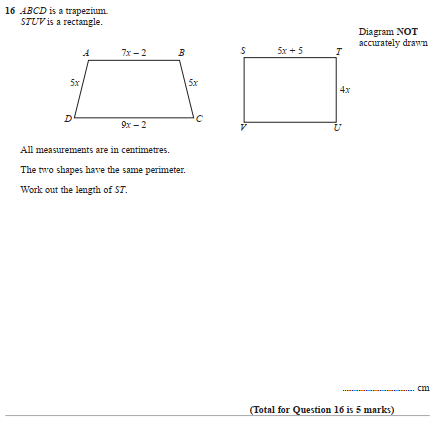 16 ABCD is a trapezium.
STUV is a rectangle.
Diagram NOT
accurately drawn
A 7x – 2 B
5x 5x
D C
9x – 2
S 5x + 5 T
4x
V U
All measurements are in centimetres.
The two shapes have the same perimeter.
Work out the length of ST.
.............................. cm
(Total for Question 16 is 5 marks)